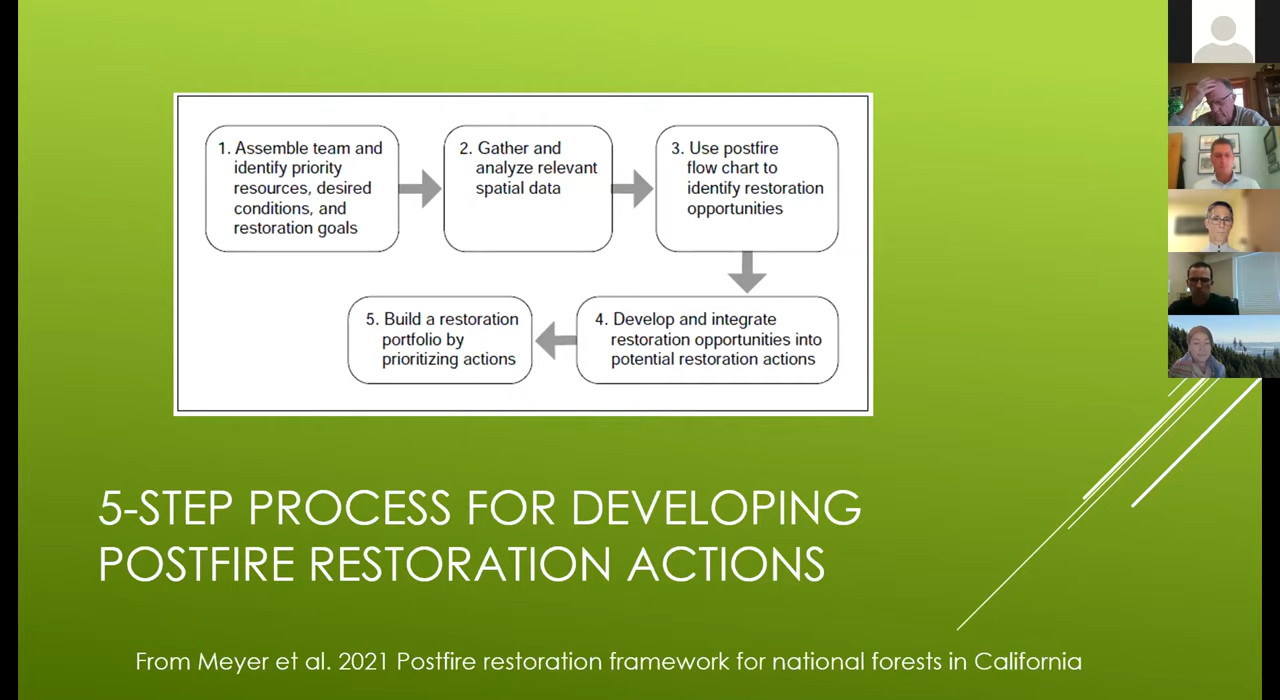 1. Assemble team and
identify priority
resources, desired
conditions, and
restoration goals
2. Gather and
analyze relevant
spatial data
3. Use postfire
flow chart to
identify restoration
opportunities
4. Develop and integrate
restoration opportunities into
potential restoration actions
5. Build a restoration
portfolio by
prioritizing actions
5-STEP PROCESS FOR DEVELOPING
POSTFIRE RESTORATION ACTIONS
From Meyer et al. 2021 Postfire restoration framework for national forests in California